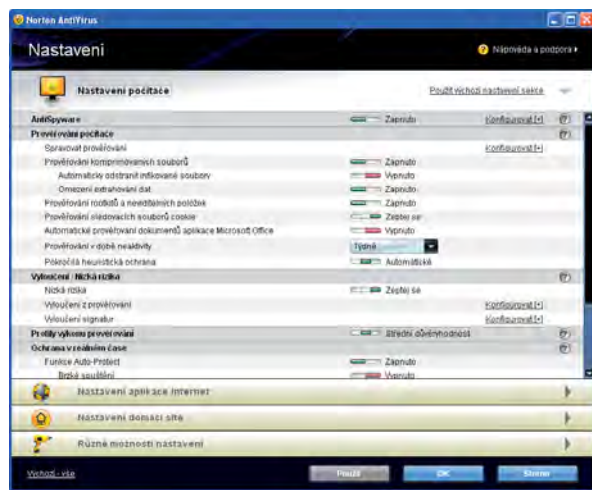 Norton AntiVirus
Nastavení
Nápověda a podpora
Nastavení počítače
Použít výchozí nastavení sekce
AntiSpyware Zapnuto Konfigurovat [+] (?)
Prověřování počítače (?)
Spravovat prověřování Konfigurovat [+]
Prověřování komprimovaných souborů Zapnuto
Automaticky odstranit infikované soubory Vypnuto
Omezení extrahování dat Zapnuto
Prověřování rootkitů a neviditelných položek Zapnuto
Prověřování sledovacích souborů cookie Zeptej se
Automatické prověřování dokumentů aplikace Microsoft Office Vypnuto
Prověřování v době neaktivity Týdně
Pokročilá heuristická ochrana Automatické
Vyloučení / Nízká rizika (?)
Nízká rizika Zeptej se
Vyloučení z prověřování Konfigurovat [+]
Vyloučení signatur Konfigurovat [+]
Profily výkonu prověřování Střední důvěryhodnost (?)
Ochrana v reálném čase (?)
Funkce Auto-Protect Zapnuto
Brzké spouštění Vypnuto
Nastavení aplikace Internet
Nastavení domácí sítě
Různé možnosti nastavení
Výchozí - vše
Použít
OK
Storno